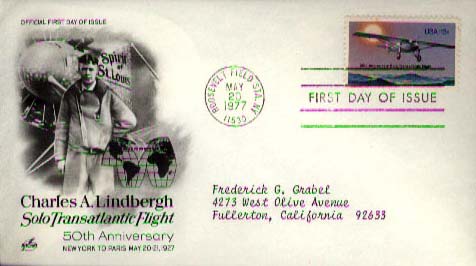 OFFICIAL FIRST DAY OF ISSUE
Spirit
of
St. Louis
Charles A. Lindbergh
Solo Transatlantic Flight
50th Anniversary
NEW YORK TO PARIS MAY 20-21, 1927
ROOSEVELT FIELD STA. NY
MAY
20
1977
11530
USA 13c
FIRST DAY OF ISSUE
Frederick G. Grabel
4273 West Olive Avenue
Fullerton, California 92633